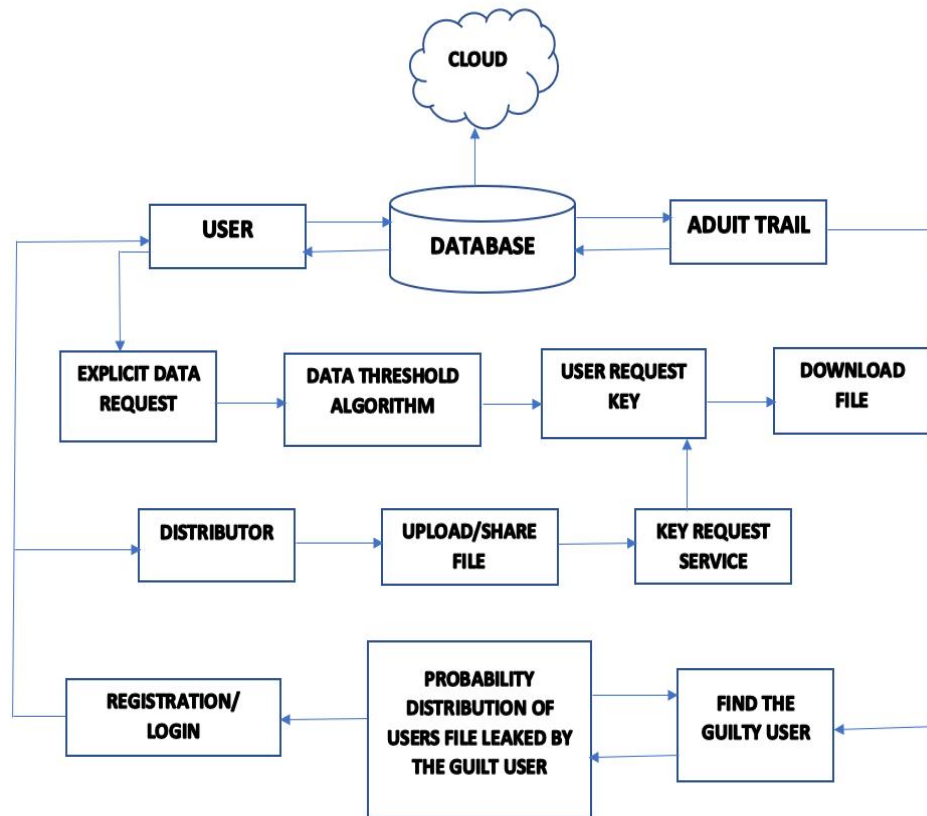 CLOUD
USER
DATABASE
ADUIT TRAIL
EXPLICIT DATA
REQUEST
DATA THRESHOLD
ALGORITHM
USER REQUEST
KEY
DOWNLOAD
FILE
DISTRIBUTOR
UPLOAD/SHARE
FILE
KEY REQUEST
SERVICE
REGISTRATION/
LOGIN
PROBABILITY
DISTRIBUTION OF
USERS FILE LEAKED BY
THE GUILT USER
FIND THE
GUILTY USER